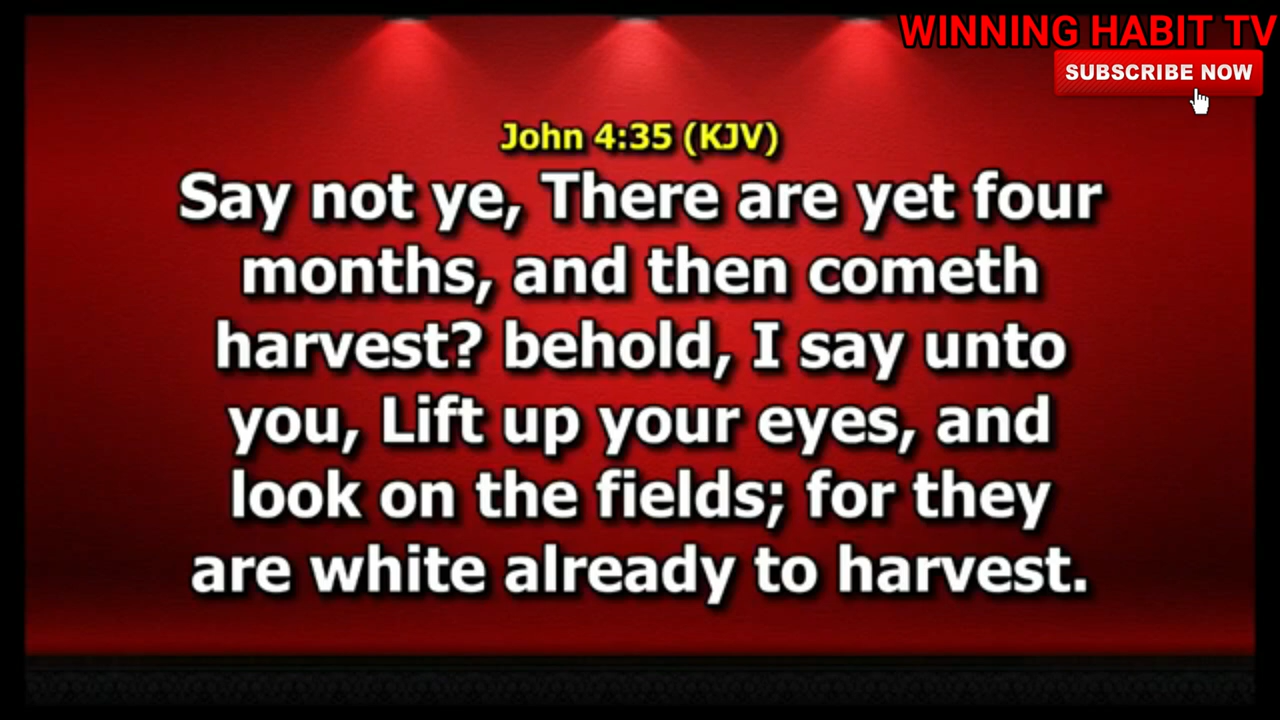 WINNING HABIT TV
SUBSCRIBE NOW
John 4:35 (KJV)
Say not ye, There are yet four
months, and then cometh
harvest? behold, I say unto
you, Lift up your eyes, and
look on the fields; for they
are white already to harvest.